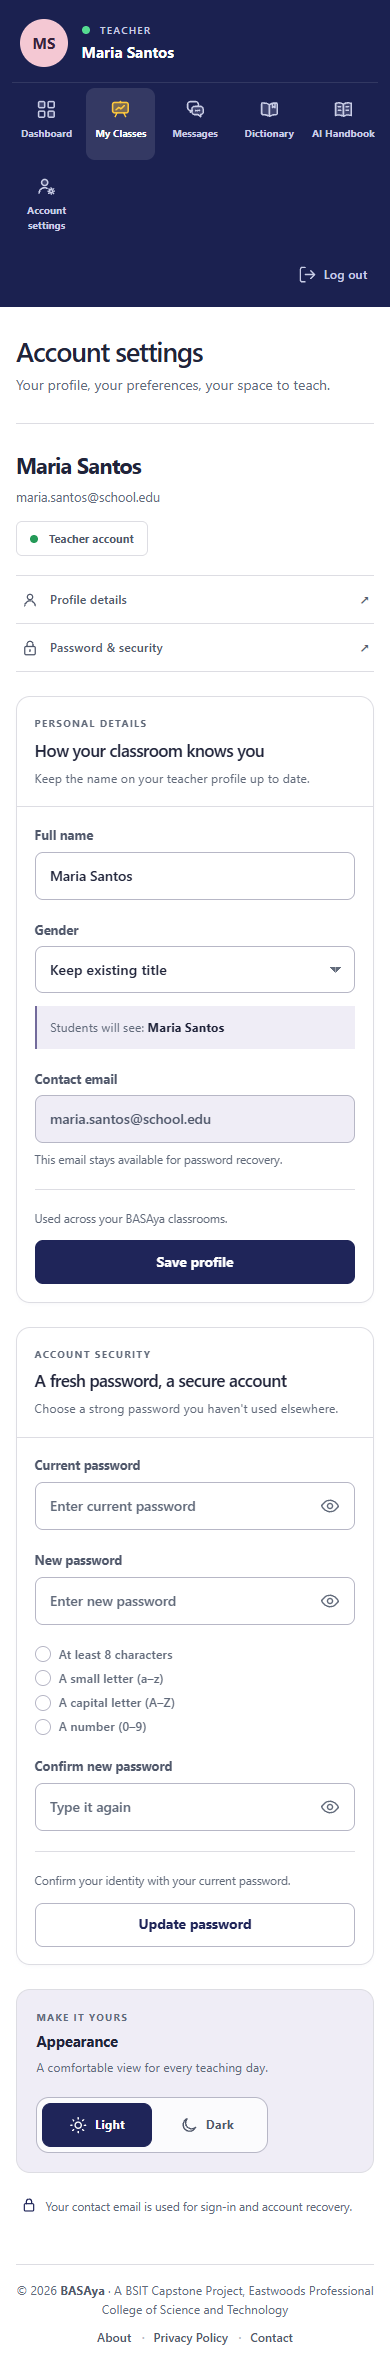 MS
TEACHER
Maria Santos
Dashboard
My Classes
Messages
Dictionary
AI Handbook
Account
settings
Log out
Account settings
Your profile, your preferences, your space to teach.
Maria Santos
maria.santos@school.edu
Teacher account
Profile details ↗
Password & security ↗
PERSONAL DETAILS
How your classroom knows you
Keep the name on your teacher profile up to date.
Full name
Maria Santos
Gender
Keep existing title
Students will see: Maria Santos
Contact email
maria.santos@school.edu
This email stays available for password recovery.
Used across your BASAya classrooms.
Save profile
ACCOUNT SECURITY
A fresh password, a secure account
Choose a strong password you haven't used elsewhere.
Current password
Enter current password
New password
Enter new password
At least 8 characters
A small letter (a–z)
A capital letter (A–Z)
A number (0–9)
Confirm new password
Type it again
Confirm your identity with your current password.
Update password
MAKE IT YOURS
Appearance
A comfortable view for every teaching day.
Light
Dark
Your contact email is used for sign-in and account recovery.
© 2026 BASAya · A BSIT Capstone Project, Eastwoods Professional
College of Science and Technology
About · Privacy Policy · Contact